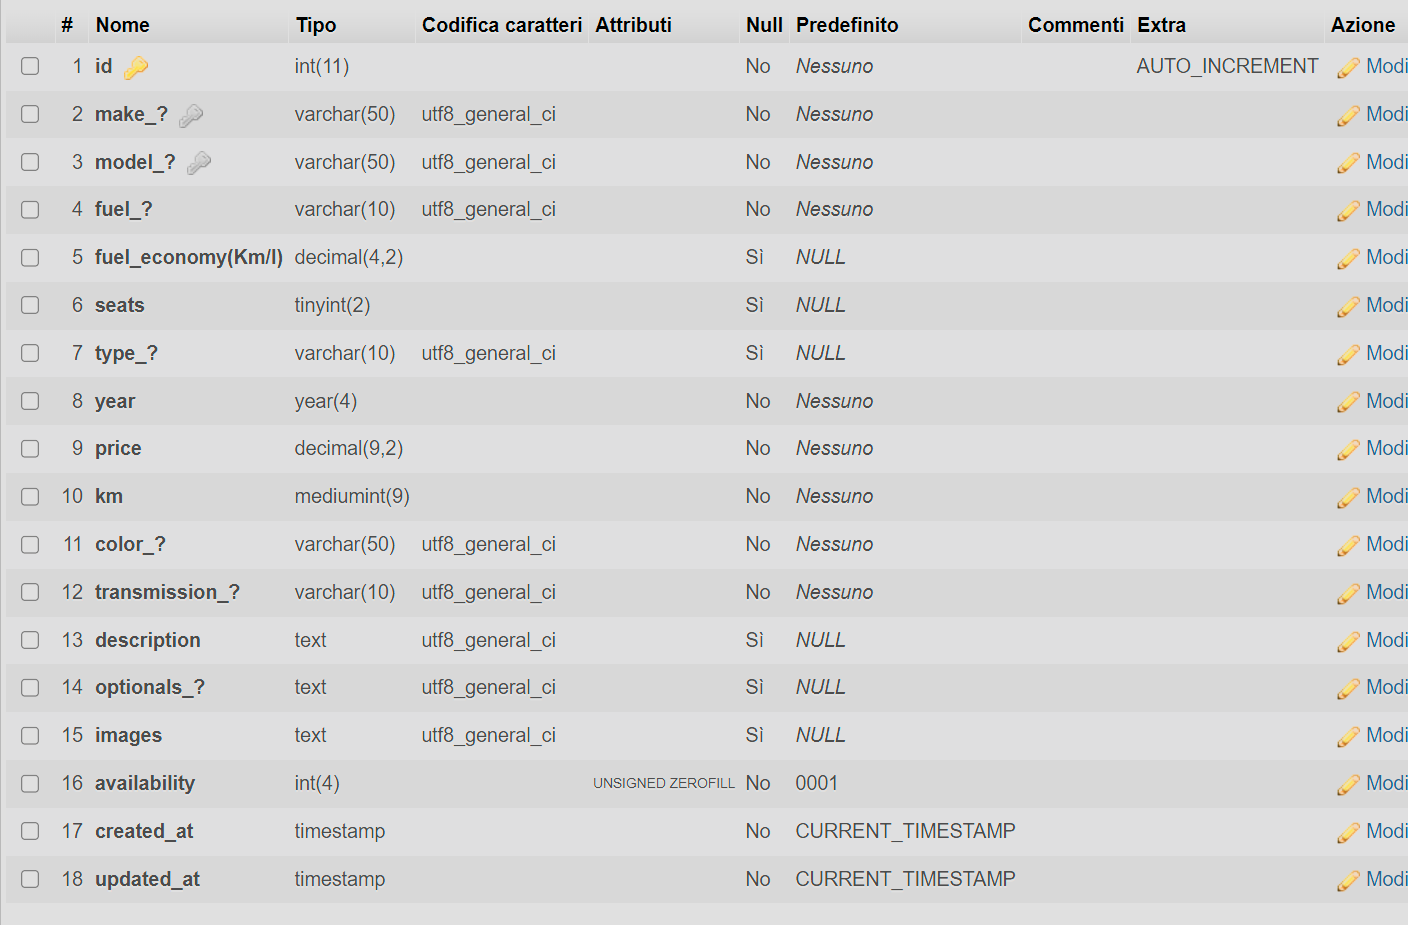 # Nome Tipo Codifica caratteri Attributi Null Predefinito Commenti Extra Azione
1 id int(11) No Nessuno AUTO_INCREMENT Modi
2 make_? varchar(50) utf8_general_ci No Nessuno Modi
3 model_? varchar(50) utf8_general_ci No Nessuno Modi
4 fuel_? varchar(10) utf8_general_ci No Nessuno Modi
5 fuel_economy(Km/l) decimal(4,2) Sì NULL Modi
6 seats tinyint(2) Sì NULL Modi
7 type_? varchar(10) utf8_general_ci Sì NULL Modi
8 year year(4) No Nessuno Modi
9 price decimal(9,2) No Nessuno Modi
10 km mediumint(9) No Nessuno Modi
11 color_? varchar(50) utf8_general_ci No Nessuno Modi
12 transmission_? varchar(10) utf8_general_ci No Nessuno Modi
13 description text utf8_general_ci Sì NULL Modi
14 optionals_? text utf8_general_ci Sì NULL Modi
15 images text utf8_general_ci Sì NULL Modi
16 availability int(4) UNSIGNED ZEROFILL No 0001 Modi
17 created_at timestamp No CURRENT_TIMESTAMP Modi
18 updated_at timestamp No CURRENT_TIMESTAMP Modi